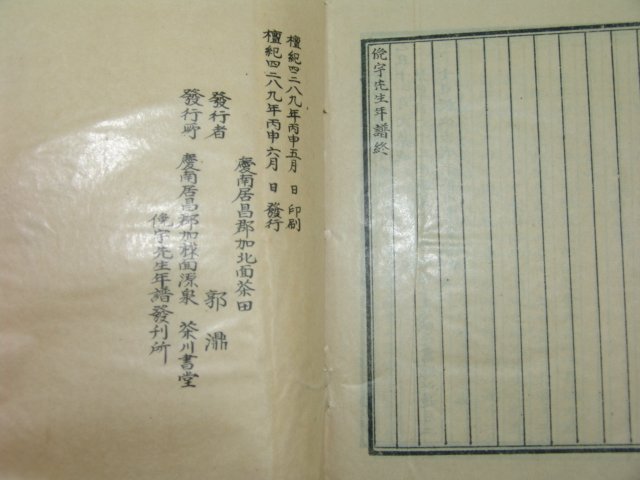 俛宇先生年譜終
檀紀四二八九年丙申五月 日 印刷
檀紀四二八九年丙申六月 日 發行
慶南居昌郡加北面茶田
發行者 郭 鼎
發行所 慶南居昌郡加祚面源泉 茶川書堂
俛宇先生年譜發刊所